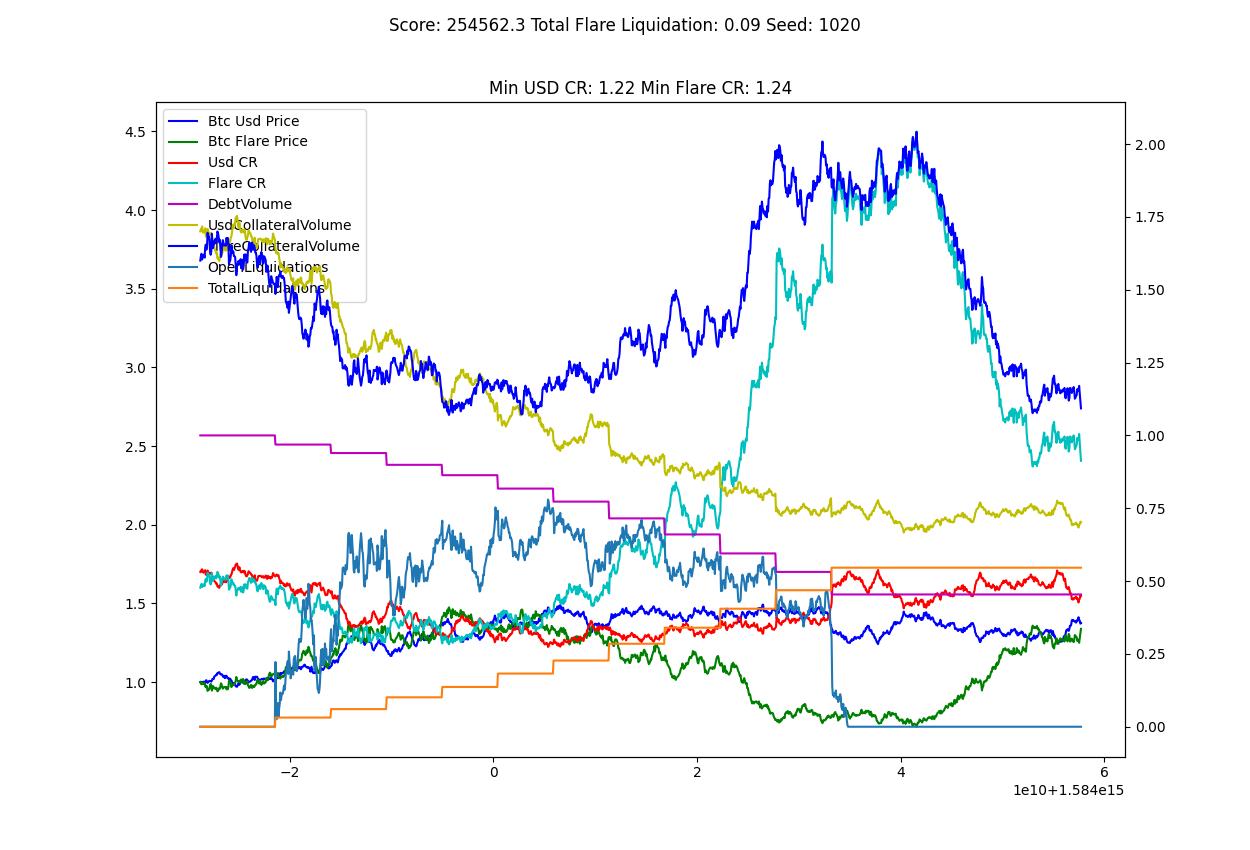 Score: 254562.3 Total Flare Liquidation: 0.09 Seed: 1020
Min USD CR: 1.22 Min Flare CR: 1.24
Btc Usd Price
Btc Flare Price
Usd CR
Flare CR
DebtVolume
UsdCollateralVolume
FlareCollateralVolume
OpenLiquidations
TotalLiquidations
4.5
4.0
3.5
3.0
2.5
2.0
1.5
1.0
2.00
1.75
1.50
1.25
1.00
0.75
0.50
0.25
0.00
−2
0
2
4
6
1e10+1.584e15